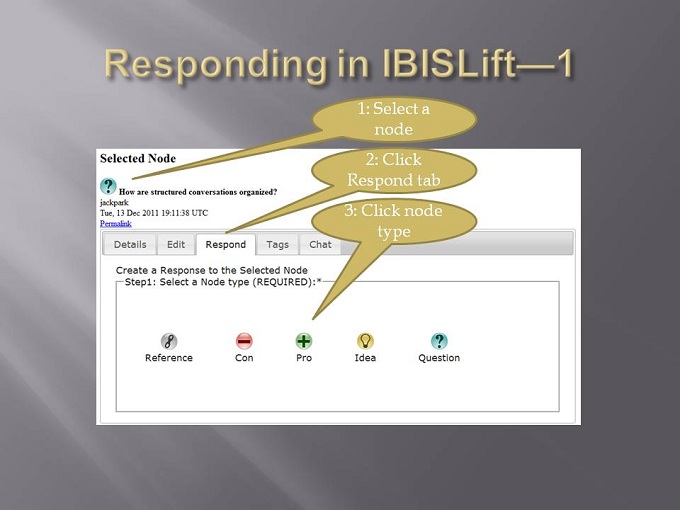 Responding in IBISLift—1
1: Select a
node
2: Click
Respond tab
3: Click node
type
Selected Node
? How are structured conversations organized?
jackpark
Tue, 13 Dec 2011 19:11:38 UTC
Permalink
Details Edit Respond Tags Chat
Create a Response to the Selected Node
Step1: Select a Node type (REQUIRED):*
?
Reference Con Pro Idea Question